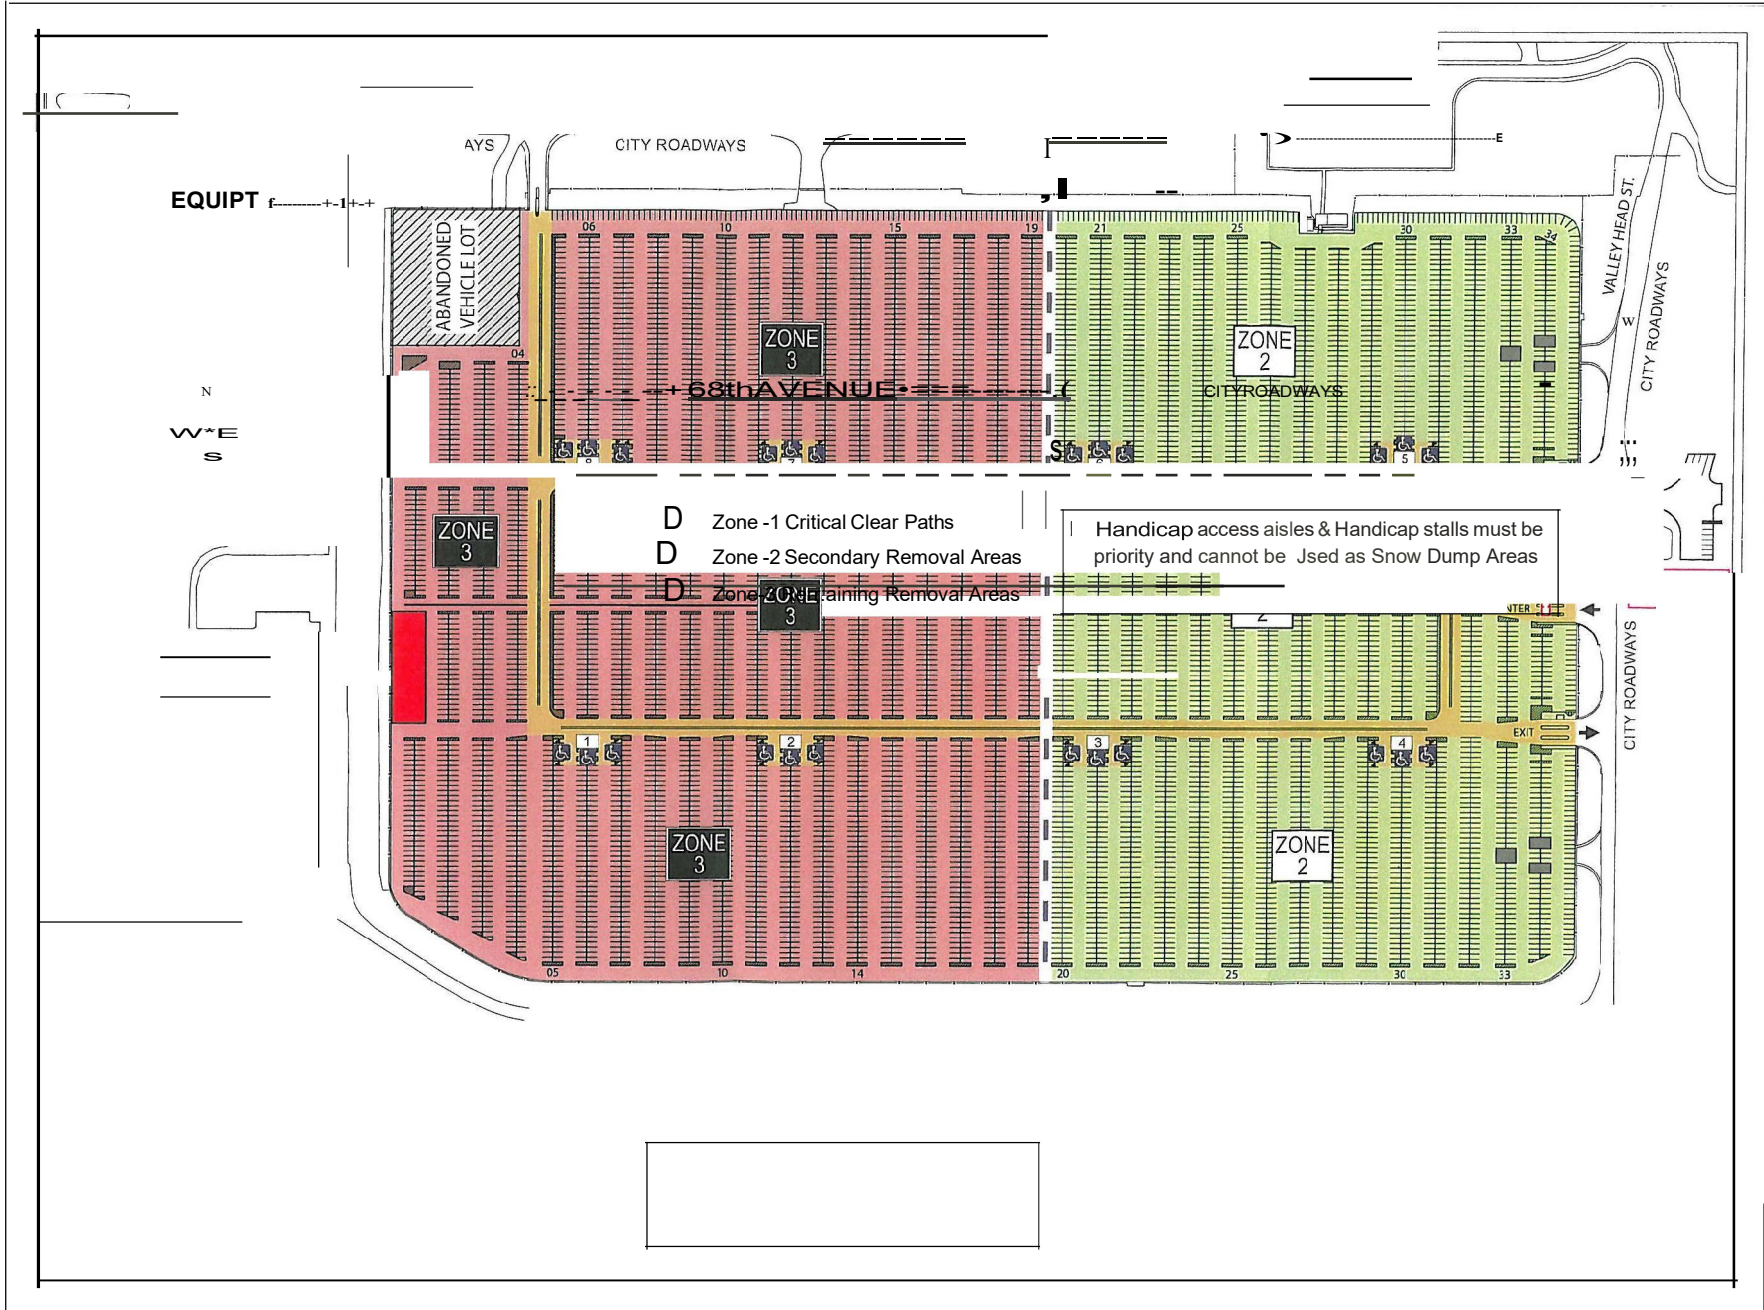 AYS
CITY ROADWAYS
E
EQUIPT
ABANDONED
VEHICLE LOT
06 10 15 19 21 25 30 33 34
VALLEY HEAD ST.
CITY ROADWAYS
W
04
ZONE
3
ZONE
2
68thAVENUE
CITYROADWAYS
N
W*E
S
S
5
ZONE
3
D Zone -1 Critical Clear Paths
D Zone -2 Secondary Removal Areas
D
Handicap access aisles & Handicap stalls must be
priority and cannot be Jsed as Snow Dump Areas
ZONE
3
2
NTER
CITY ROADWAYS
EXIT
1 2 3 4
ZONE
3
ZONE
2
05 10 14 20 25 30 33